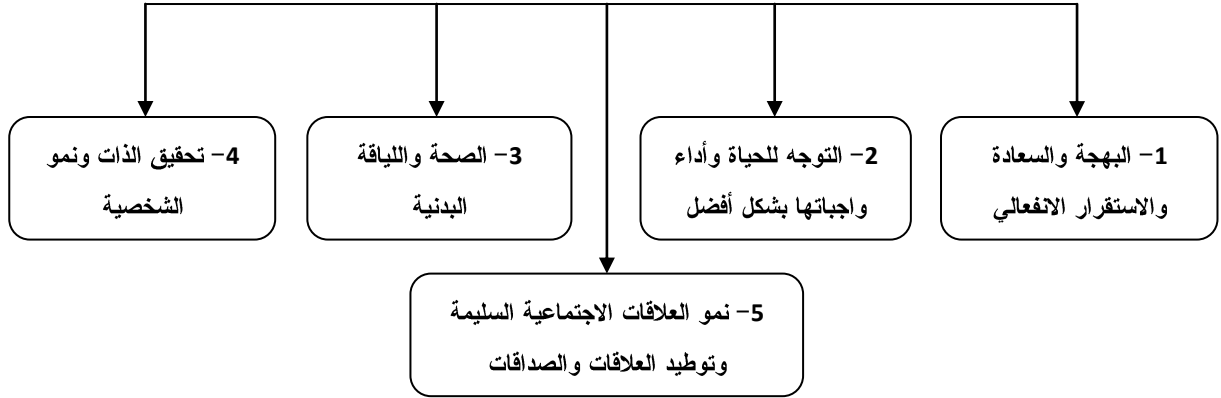 1- البهجة والسعادة
والاستقرار الانفعالي
2- التوجه للحياة وأداء
واجباتها بشكل أفضل
3- الصحة واللياقة
البدنية
4- تحقيق الذات ونمو
الشخصية
5- نمو العلاقات الاجتماعية السليمة
وتوطيد العلاقات والصداقات